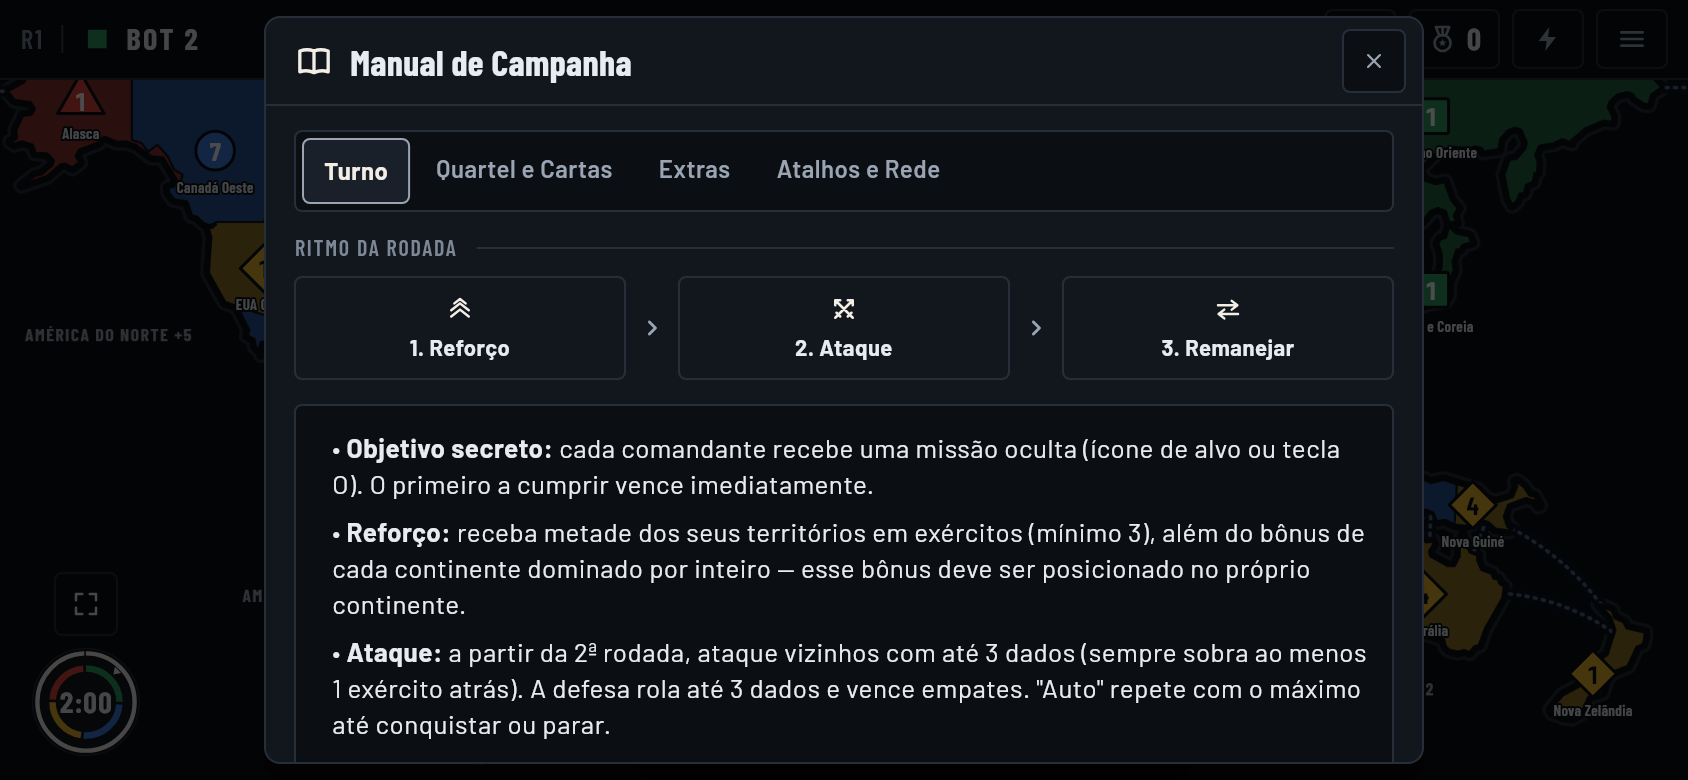 R1 BOT 2
0
Manual de Campanha
Turno Quartel e Cartas Extras Atalhos e Rede
RITMO DA RODADA
1. Reforço
2. Ataque
3. Remanejar
• Objetivo secreto: cada comandante recebe uma missão oculta (ícone de alvo ou tecla
O). O primeiro a cumprir vence imediatamente.
• Reforço: receba metade dos seus territórios em exércitos (mínimo 3), além do bônus de
cada continente dominado por inteiro — esse bônus deve ser posicionado no próprio
continente.
• Ataque: a partir da 2ª rodada, ataque vizinhos com até 3 dados (sempre sobra ao menos
1 exército atrás). A defesa rola até 3 dados e vence empates. "Auto" repete com o máximo
até conquistar ou parar.
1
Alasca
7
Canadá Oeste
EUA
AMÉRICA DO NORTE +5
AM
2:00
1
Oriente
1
e Coreia
4
Nova Guiné
2
1
Nova Zelândia